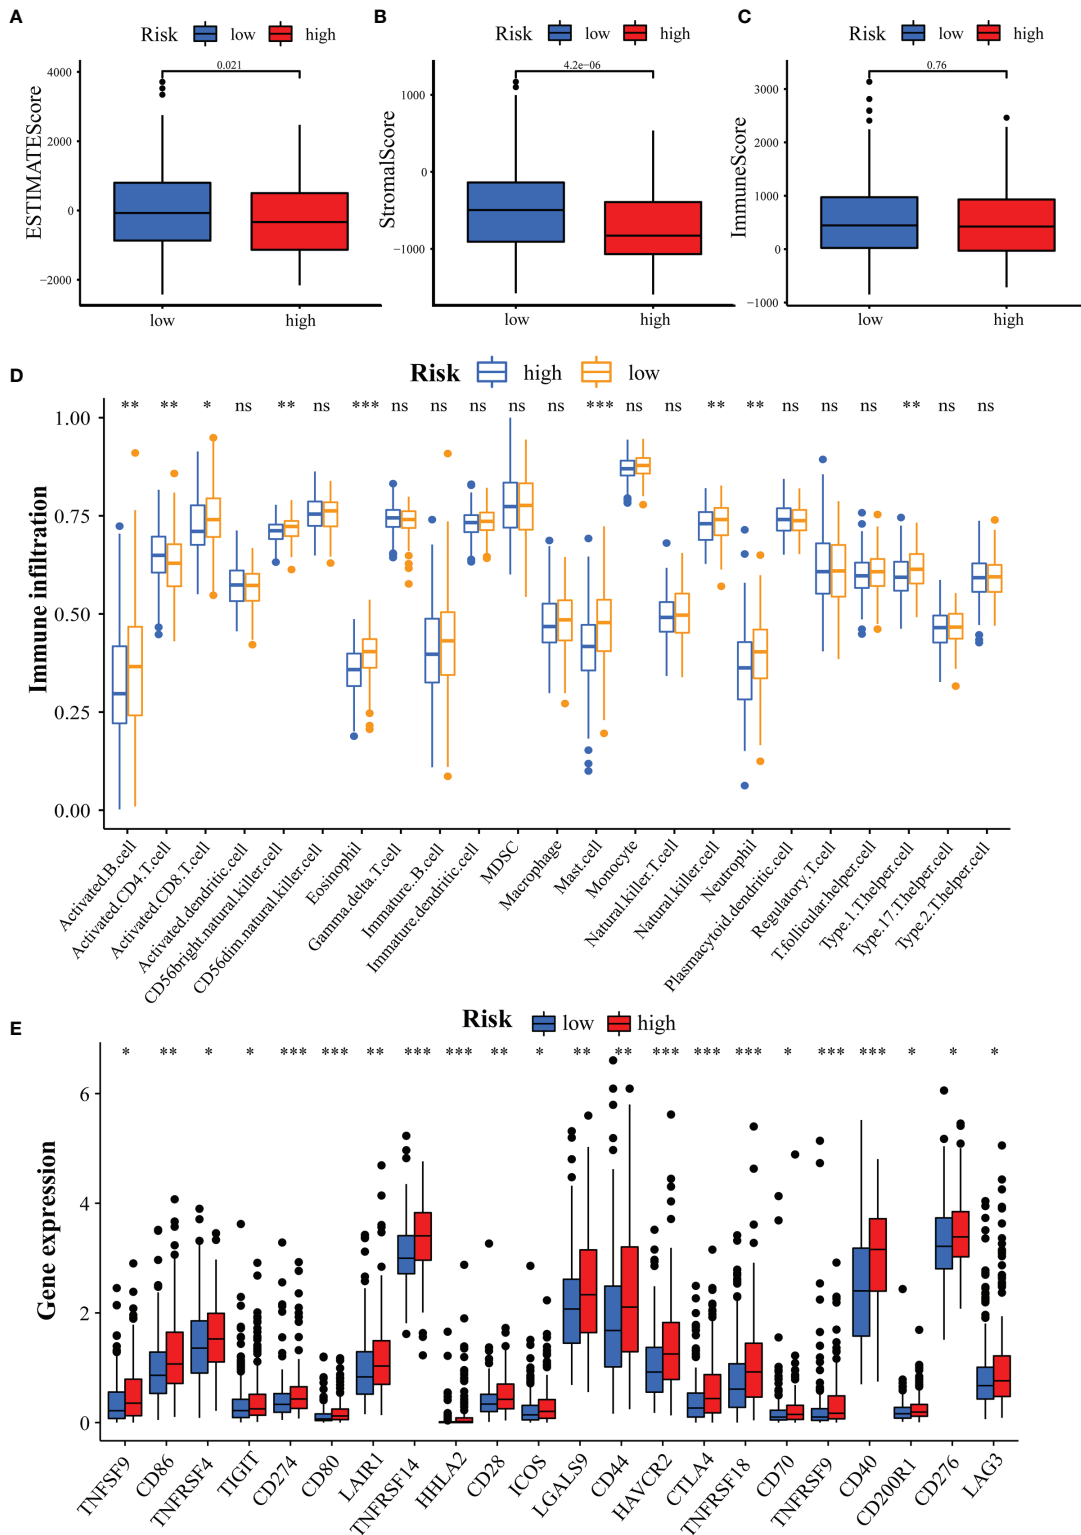 A
Risk low high
0.021
ESTIMATEScore
4000
2000
0
−2000
low high
B
Risk low high
4.2e−06
StromalScore
1000
0
−1000
low high
C
Risk low high
0.76
ImmuneScore
3000
2000
1000
0
−1000
low high
D
Risk high low
** ** * ns ** ns *** ns ns ns ns ns *** ns ns ** ** ns ns ns ** ns ns
Immune infiltration
1.00
0.75
0.50
0.25
0.00
Activated.B.cell
Activated.CD4.T.cell
Activated.CD8.T.cell
Activated.dendritic.cell
CD56bright.natural.killer.cell
CD56dim.natural.killer.cell
Eosinophil
Gamma.delta.T.cell
Immature..B.cell
Immature.dendritic.cell
MDSC
Macrophage
Mast.cell
Monocyte
Natural.killer.T.cell
Natural.killer.cell
Neutrophil
Plasmacytoid.dendritic.cell
Regulatory.T.cell
T.follicular.helper.cell
Type.1.T.helper.cell
Type.17.T.helper.cell
Type.2.T.helper.cell
E
Risk low high
* ** * * *** *** ** *** *** ** * ** ** *** *** *** * *** *** * * *
Gene expression
6
4
2
0
TNFSF9
CD86
TNFRSF4
TIGIT
CD274
CD80
LAIR1
TNFRSF14
HHLA2
CD28
ICOS
LGALS9
CD44
HAVCR2
CTLA4
TNFRSF18
CD70
TNFRSF9
CD40
CD200R1
CD276
LAG3